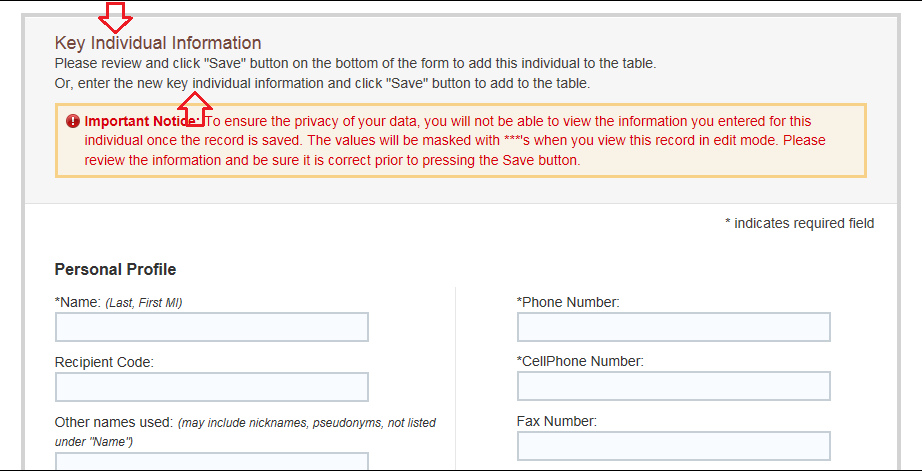 Key Individual Information
Please review and click "Save" button on the bottom of the form to add this individual to the table.
Or, enter the new key individual information and click "Save" button to add to the table.
Important Notice: To ensure the privacy of your data, you will not be able to view the information you entered for this
individual once the record is saved. The values will be masked with ***'s when you view this record in edit mode. Please
review the information and be sure it is correct prior to pressing the Save button.
* indicates required field
Personal Profile
*Name: (Last, First MI)
Recipient Code:
Other names used: (may include nicknames, pseudonyms, not listed
under "Name")
*Phone Number:
*CellPhone Number:
Fax Number: